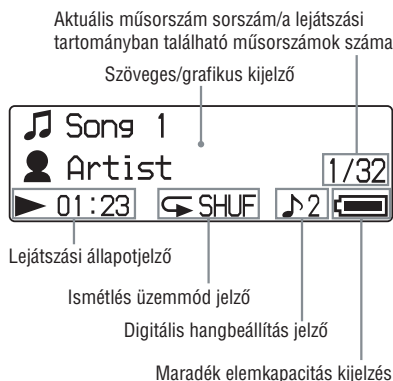 Aktuális műsorszám sorszám/a lejátszási
tartományban található műsorszámok száma
Szöveges/grafikus kijelző
Song 1
Artist
1/32
01:23 SHUF 2
Lejátszási állapotjelző
Ismétlés üzemmód jelző
Digitális hangbeállítás jelző
Maradék elemkapacitás kijelzés